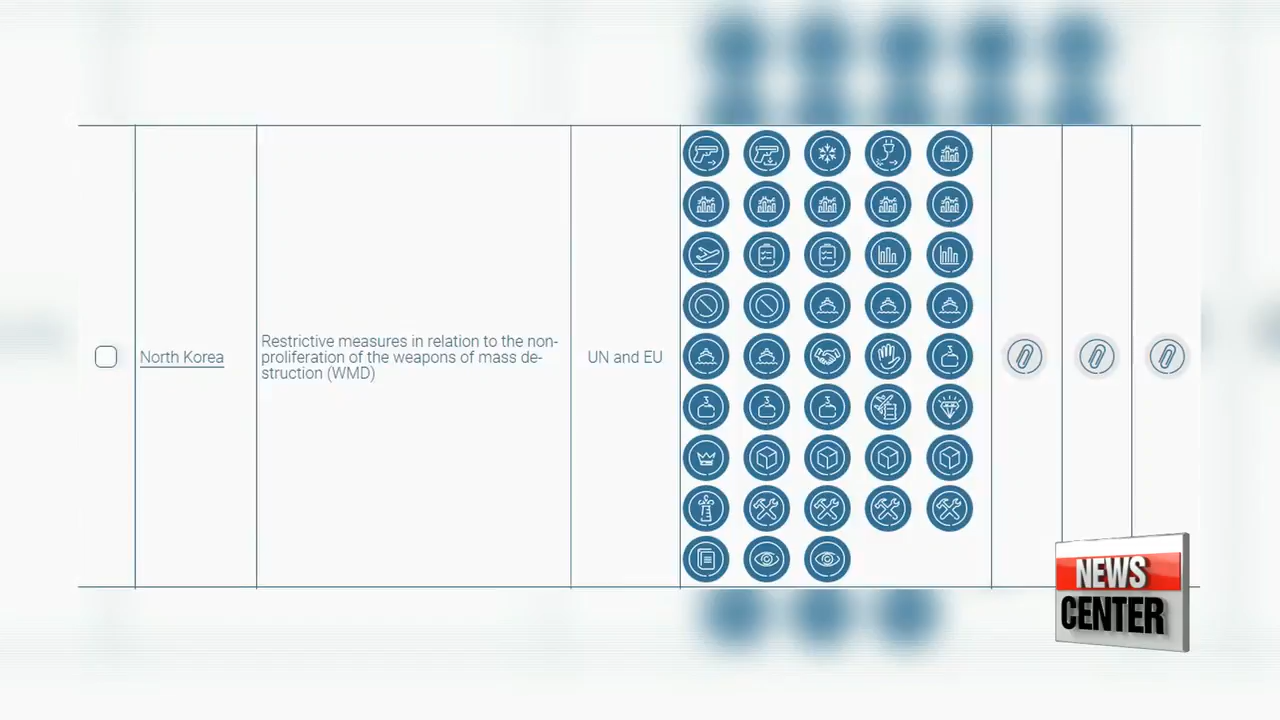 North Korea
Restrictive measures in relation to the non-
proliferation of the weapons of mass de-
struction (WMD)
UN and EU
NEWS
CENTER